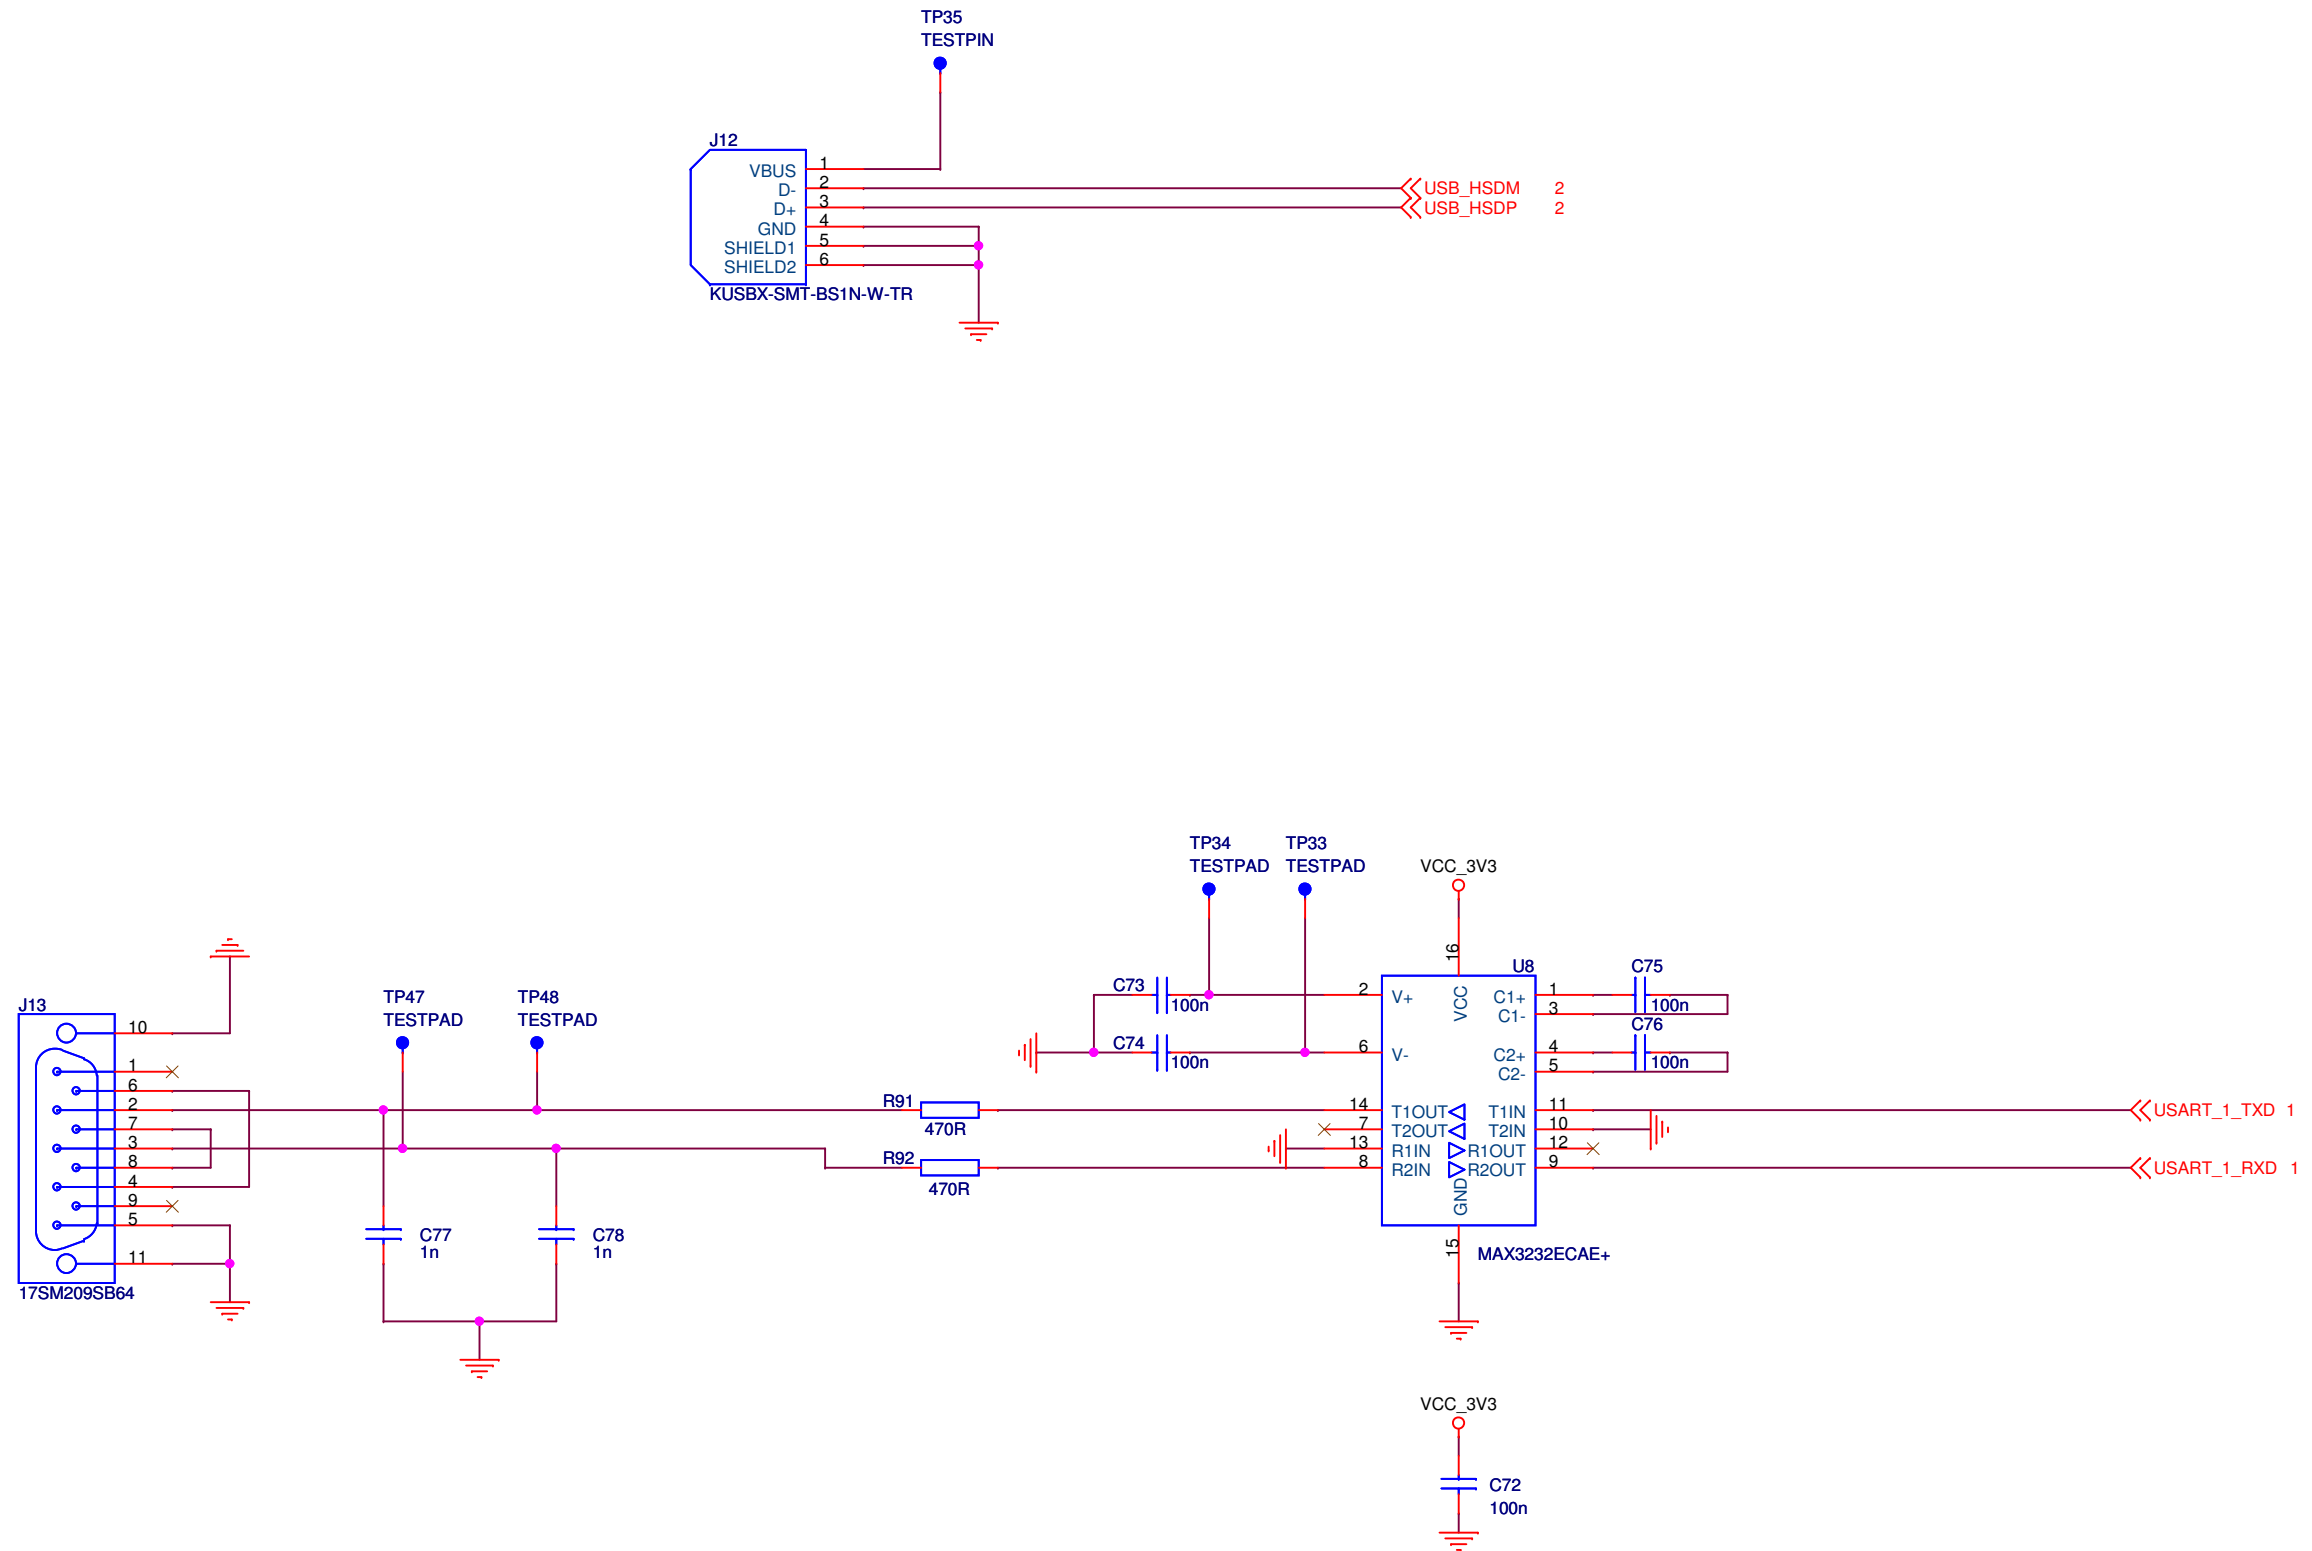 TP35
TESTPIN
J12
VBUS 1
D- 2
D+ 3
GND 4
SHIELD1 5
SHIELD2 6
KUSBX-SMT-BS1N-W-TR
USB_HSDM 2
USB_HSDP 2
TP34
TESTPAD
TP33
TESTPAD
VCC_3V3
J13
10
1
6
2
7
3
8
4
9
5
11
17SM209SB64
TP47
TESTPAD
TP48
TESTPAD
C77
1n
C78
1n
R91
470R
R92
470R
C73
100n
C74
100n
16
U8
2 V+
6 V-
14 T1OUT
7 T2OUT
13 R1IN
8 R2IN
VCC
GND
C1+ 1
C1- 3
C2+ 4
C2- 5
T1IN 11
T2IN 10
R1OUT 12
R2OUT 9
15
MAX3232ECAE+
C75
100n
C76
100n
USART_1_TXD 1
USART_1_RXD 1
VCC_3V3
C72
100n